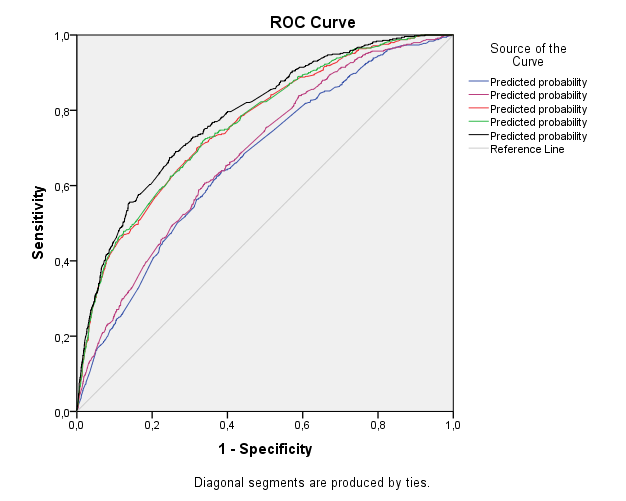 ROC Curve
Sensitivity
1,0
0,8
0,6
0,4
0,2
0,0
0,0 0,2 0,4 0,6 0,8 1,0
1 - Specificity
Source of the
Curve
Predicted probability
Predicted probability
Predicted probability
Predicted probability
Predicted probability
Reference Line
Diagonal segments are produced by ties.